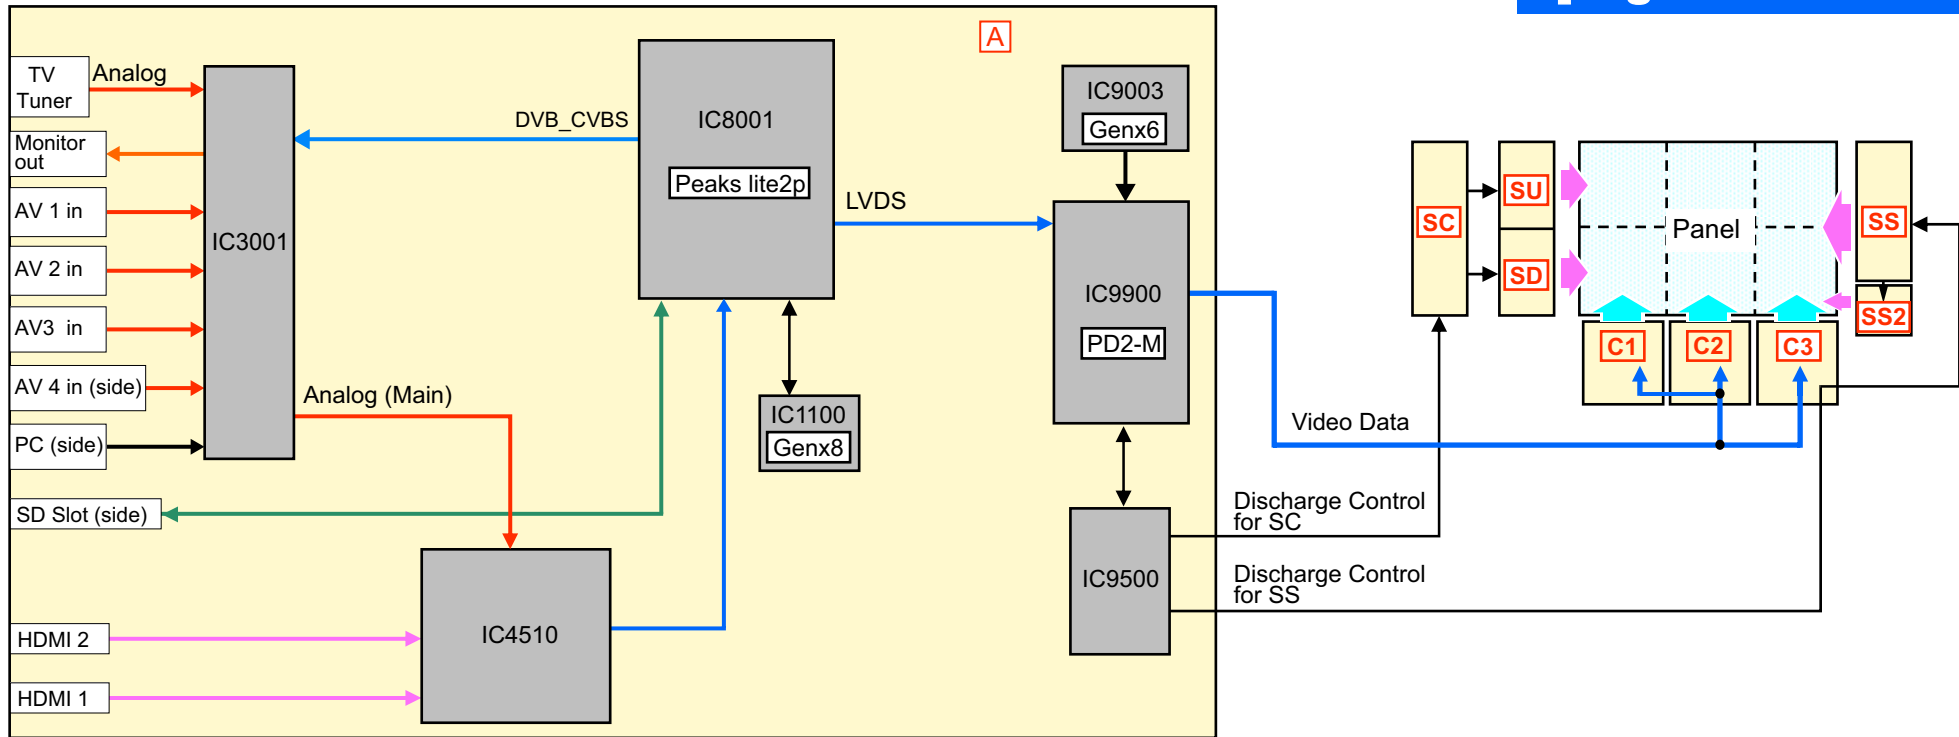 A
TV
Tuner
Analog
Monitor
out
AV 1 in
AV 2 in
AV3 in
AV 4 in (side)
PC (side)
SD Slot (side)
HDMI 2
HDMI 1
IC3001
DVB_CVBS
Analog (Main)
IC4510
IC8001
Peaks lite2p
LVDS
IC1100
Genx8
IC9003
Genx6
IC9900
PD2-M
IC9500
Video Data
Discharge Control
for SC
Discharge Control
for SS
SC
SU
SD
Panel
SS
SS2
C1
C2
C3